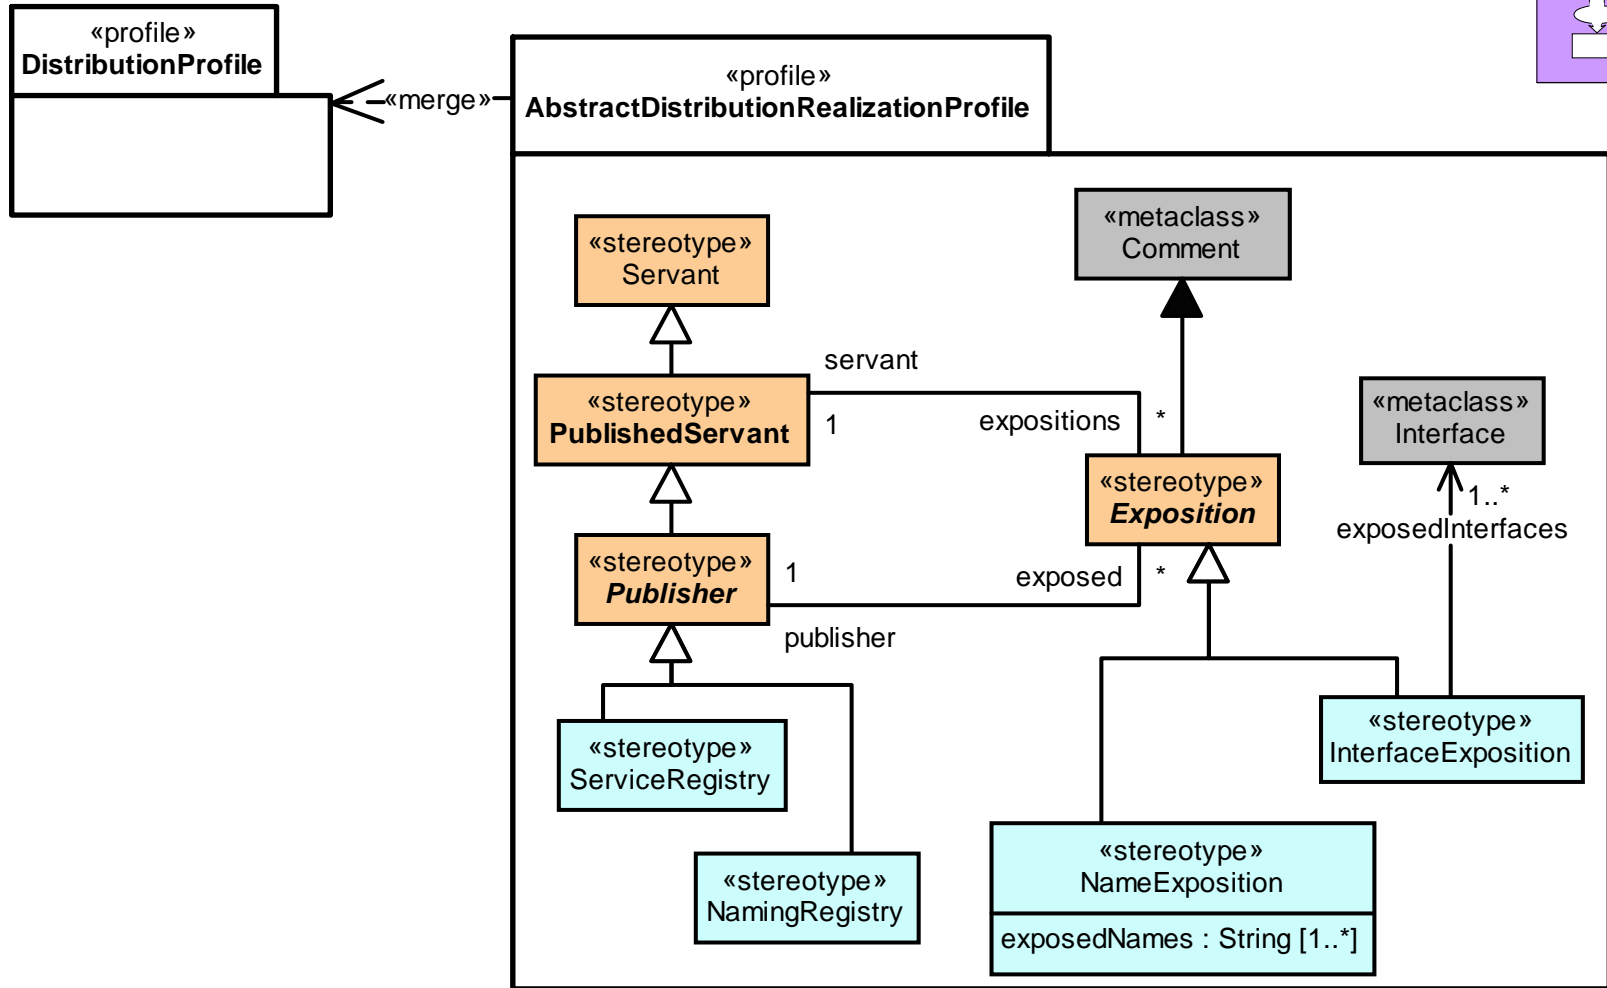 «profile»
DistributionProfile
«merge»
«profile»
AbstractDistributionRealizationProfile
«stereotype»
Servant
«metaclass»
Comment
servant
«stereotype»
PublishedServant
1
expositions
*
«metaclass»
Interface
«stereotype»
Exposition
1..*
exposedInterfaces
«stereotype»
Publisher
1
exposed
*
publisher
«stereotype»
ServiceRegistry
«stereotype»
InterfaceExposition
«stereotype»
NamingRegistry
«stereotype»
NameExposition
exposedNames : String [1..*]